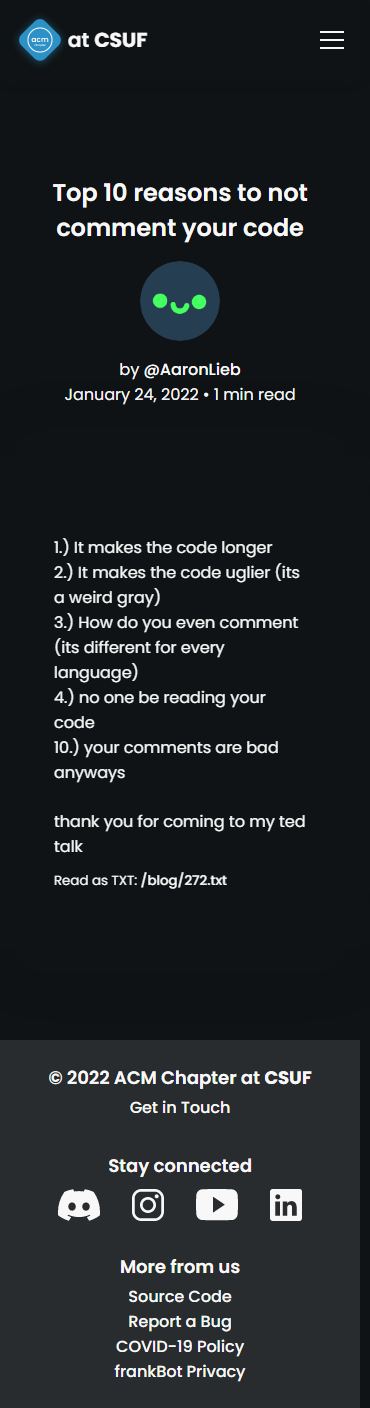 acm
chapter
at CSUF
Top 10 reasons to not
comment your code
by @AaronLieb
January 24, 2022 • 1 min read
1.) It makes the code longer
2.) It makes the code uglier (its
a weird gray)
3.) How do you even comment
(its different for every
language)
4.) no one be reading your
code
10.) your comments are bad
anyways
thank you for coming to my ted
talk
Read as TXT: /blog/272.txt
© 2022 ACM Chapter at CSUF
Get in Touch
Stay connected
in
More from us
Source Code
Report a Bug
COVID-19 Policy
frankBot Privacy